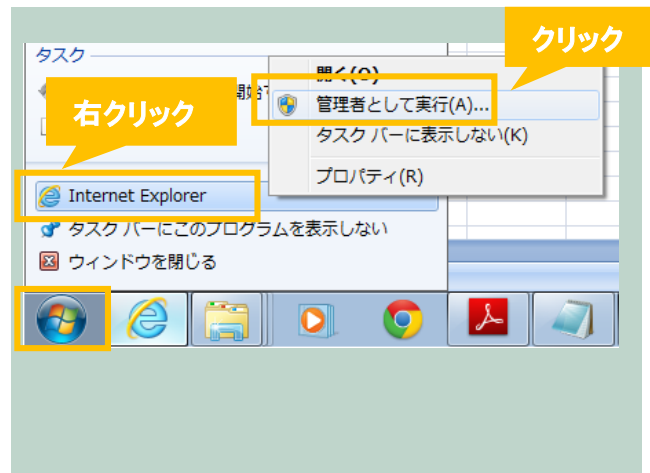 クリック
タスク
開く(O)
開始
管理者として実行(A)...
右クリック
タスク バーに表示しない(K)
プロパティ(R)
Internet Explorer
タスク バーにこのプログラムを表示しない
ウィンドウを閉じる